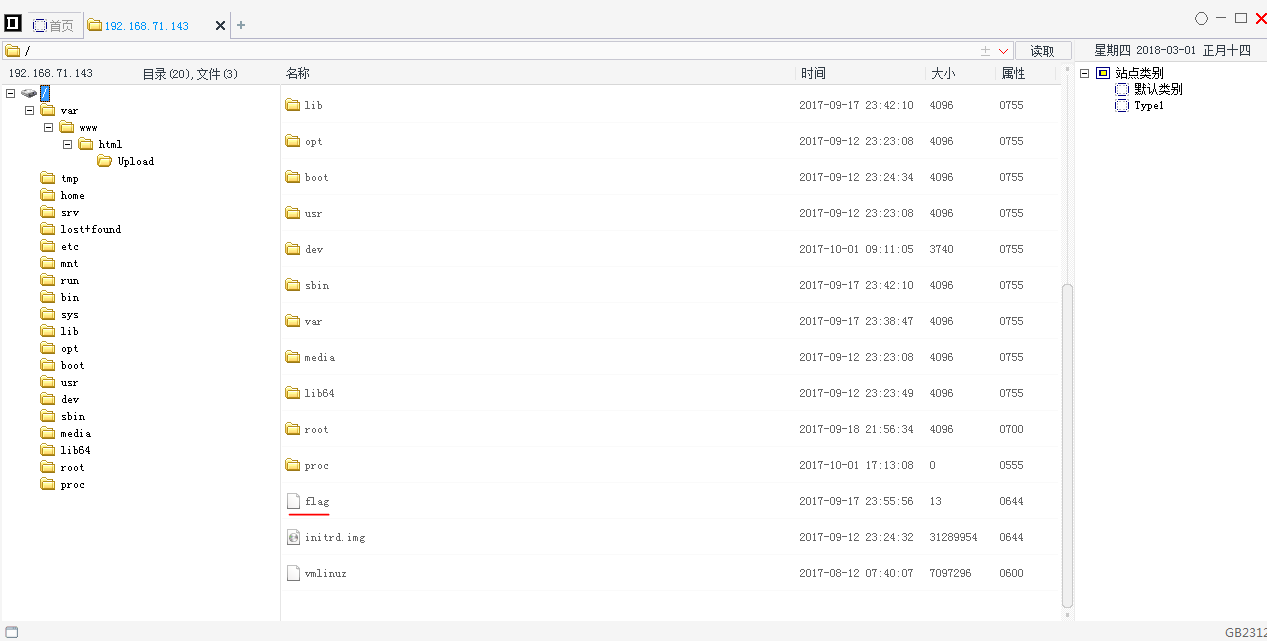 首页 192.168.71.143
/ 读取 星期四 2018-03-01 正月十四
192.168.71.143 目录(20),文件(3) 名称 时间 大小 属性
/
var
www
html
Upload
tmp
home
srv
lost+found
etc
mnt
run
bin
sys
lib
opt
boot
usr
dev
sbin
media
lib64
root
proc
lib 2017-09-17 23:42:10 4096 0755
opt 2017-09-12 23:23:08 4096 0755
boot 2017-09-12 23:24:34 4096 0755
usr 2017-09-12 23:23:08 4096 0755
dev 2017-10-01 09:11:05 3740 0755
sbin 2017-09-17 23:42:10 4096 0755
var 2017-09-17 23:38:47 4096 0755
media 2017-09-12 23:23:08 4096 0755
lib64 2017-09-12 23:23:49 4096 0755
root 2017-09-18 21:56:34 4096 0700
proc 2017-10-01 17:13:08 0 0555
flag 2017-09-17 23:55:56 13 0644
initrd.img 2017-09-12 23:24:32 31289954 0644
vmlinuz 2017-08-12 07:40:07 7097296 0600
站点类别
默认类别
Type1
GB2312